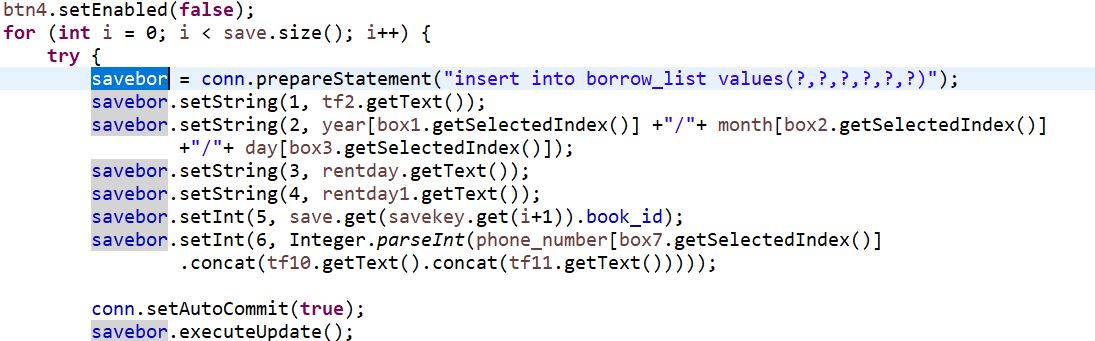 btn4.setEnabled(false);
for (int i = 0; i < save.size(); i++) {
try {
savebor = conn.prepareStatement("insert into borrow_list values(?,?,?,?,?,?)");
savebor.setString(1, tf2.getText());
savebor.setString(2, year[box1.getSelectedIndex()] +"/"+ month[box2.getSelectedIndex()]
+"/"+ day[box3.getSelectedIndex()]);
savebor.setString(3, rentday.getText());
savebor.setString(4, rentday1.getText());
savebor.setInt(5, save.get(savekey.get(i+1)).book_id);
savebor.setInt(6, Integer.parseInt(phone_number[box7.getSelectedIndex()]
.concat(tf10.getText().concat(tf11.getText()))));
conn.setAutoCommit(true);
savebor.executeUpdate();